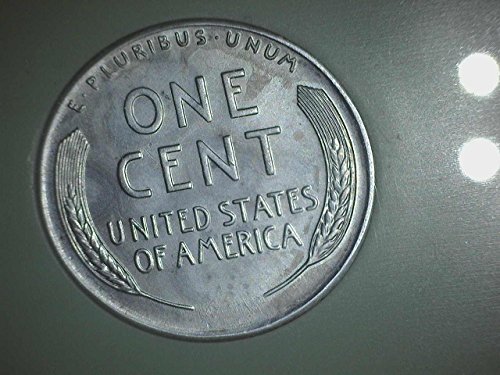 E · PLURIBUS · UNUM
ONE
CENT
UNITED STATES
OF AMERICA